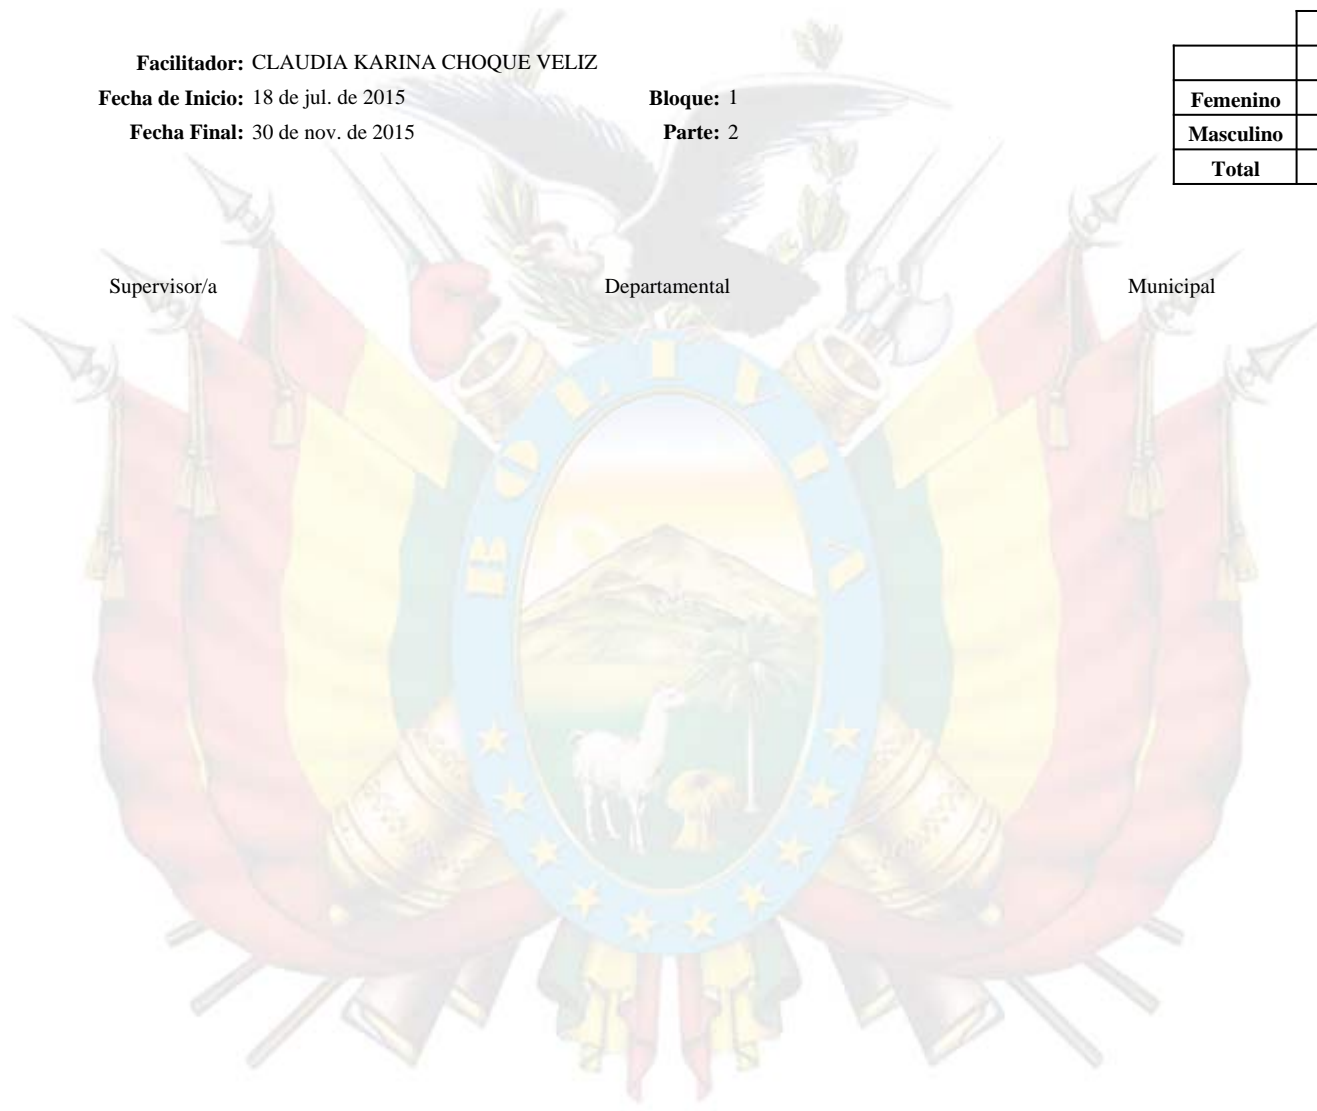 Facilitador: CLAUDIA KARINA CHOQUE VELIZ
Fecha de Inicio: 18 de jul. de 2015 Bloque: 1
Fecha Final: 30 de nov. de 2015 Parte: 2
Femenino
Masculino
Total
Supervisor/a Departamental Municipal
BOLIVIA